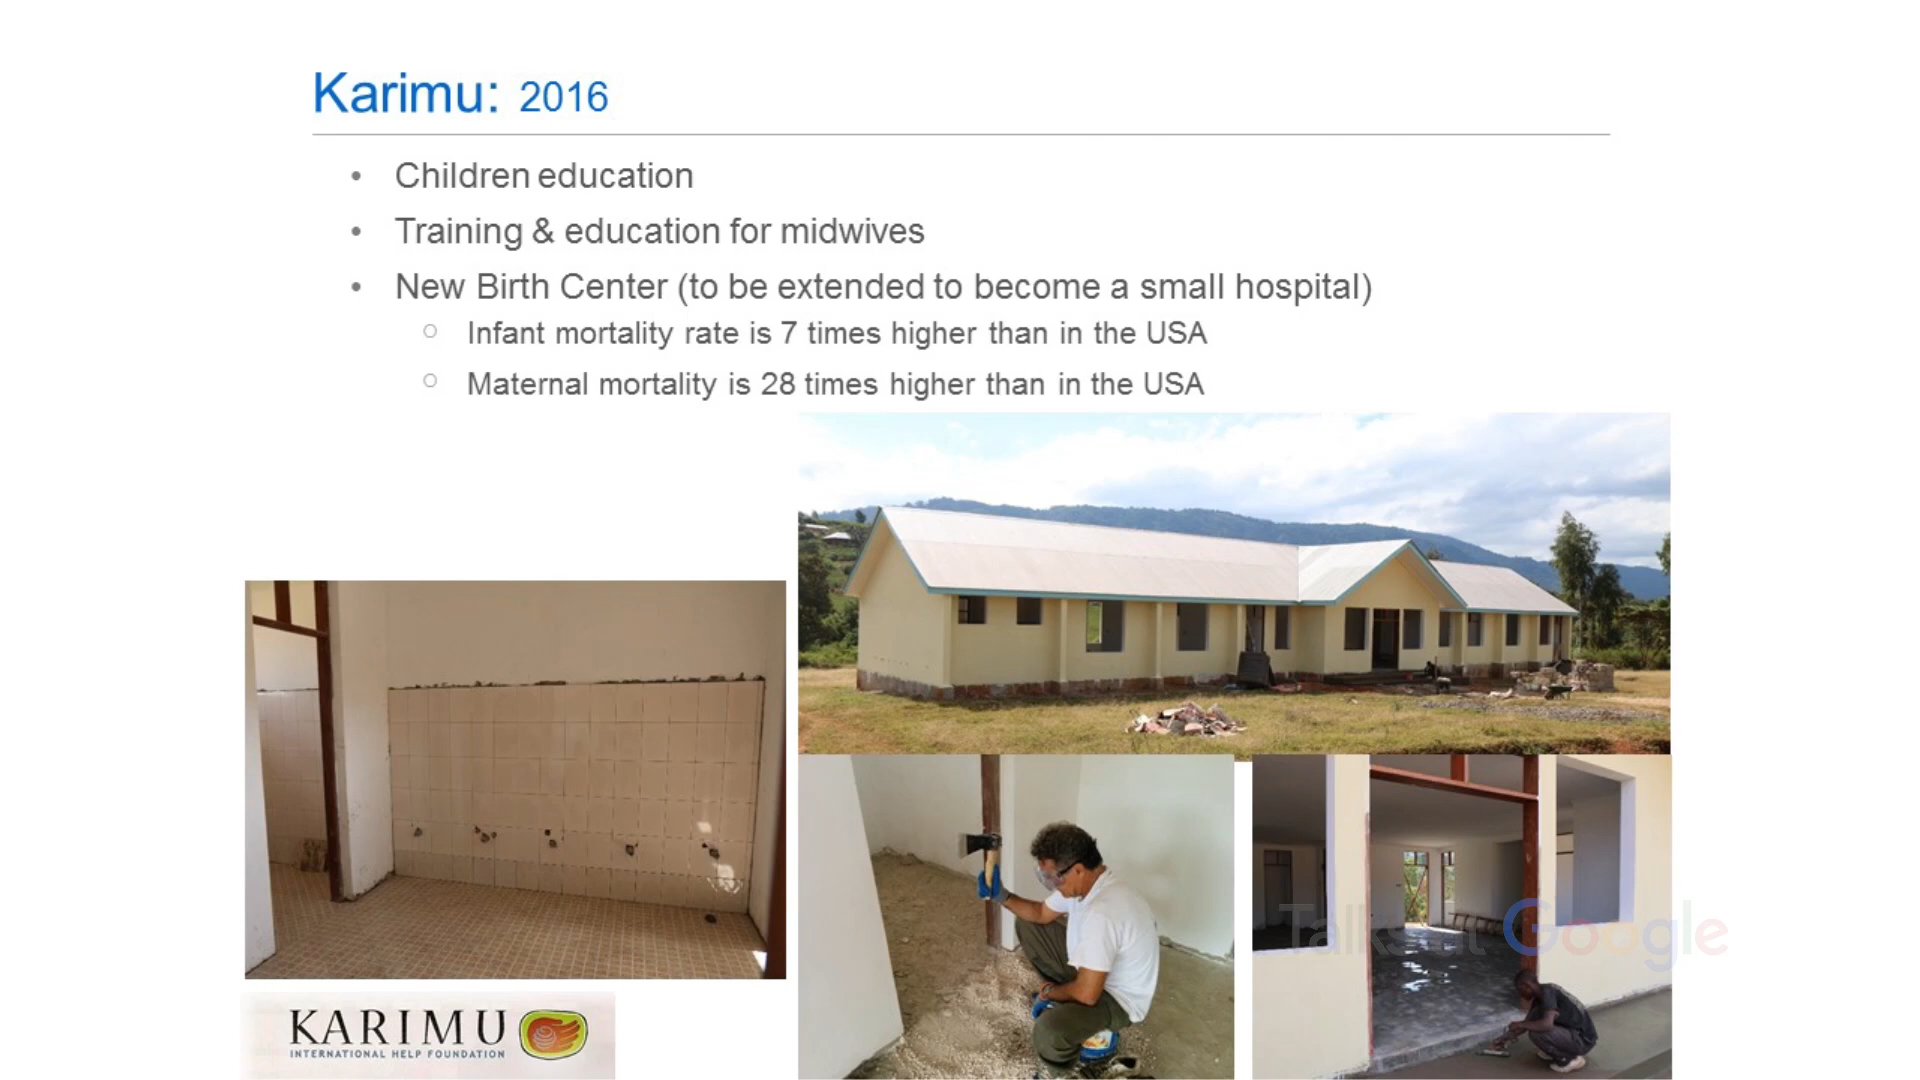 Karimu: 2016
• Children education
• Training & education for midwives
• New Birth Center (to be extended to become a small hospital)
○ Infant mortality rate is 7 times higher than in the USA
○ Maternal mortality is 28 times higher than in the USA
Talks at Google
KARIMU
INTERNATIONAL HELP FOUNDATION